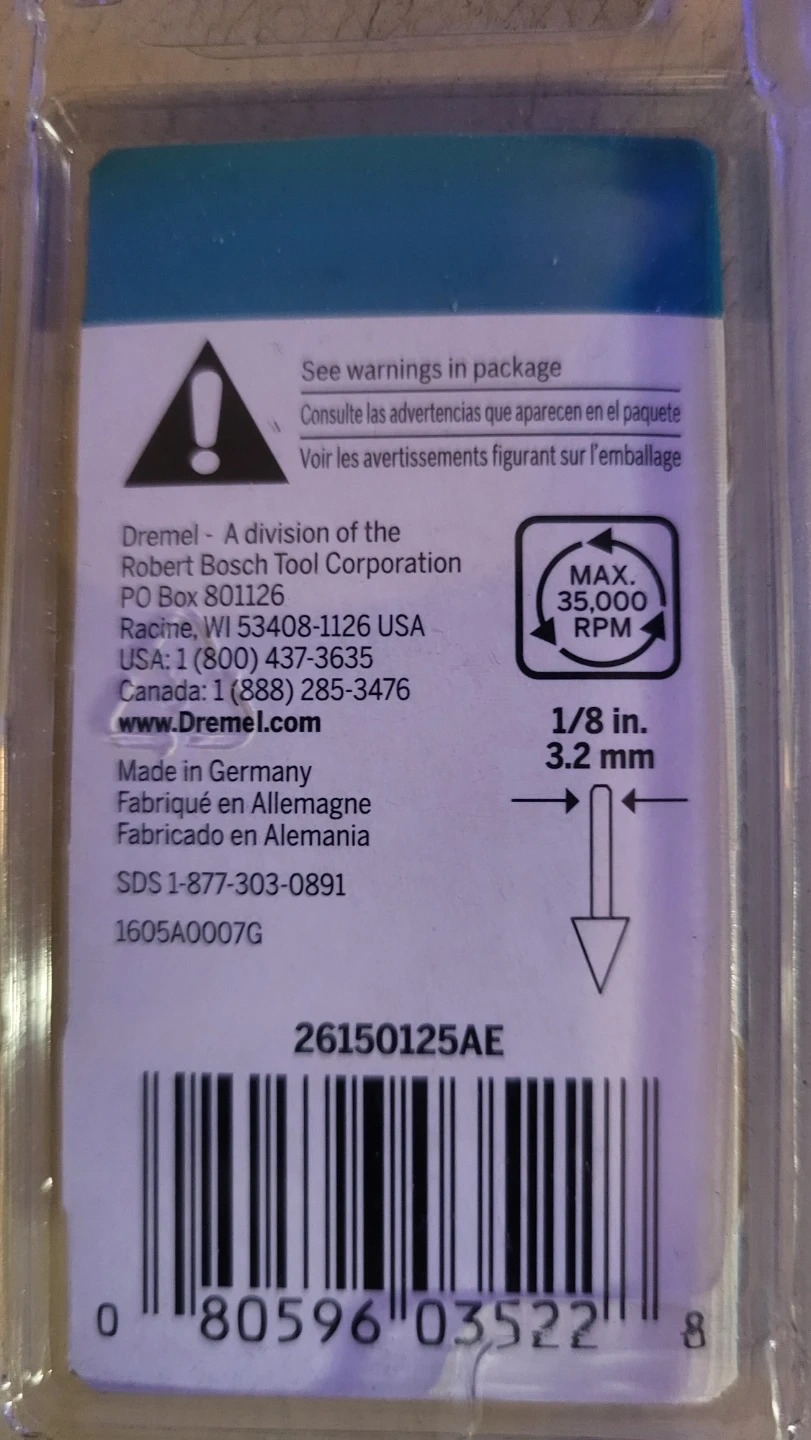 See warnings in package
Consulte las advertencias que aparecen en el paquete
Voir les avertissements figurant sur l'emballage
Dremel - A division of the
Robert Bosch Tool Corporation
PO Box 801126
Racine, WI 53408-1126 USA
USA: 1 (800) 437-3635
Canada: 1 (888) 285-3476
www.Dremel.com
Made in Germany
Fabriqué en Allemagne
Fabricado en Alemania
SDS 1-877-303-0891
1605A0007G
MAX.
35,000
RPM
1/8 in.
3.2 mm
26150125AE
0 80596 03522 8